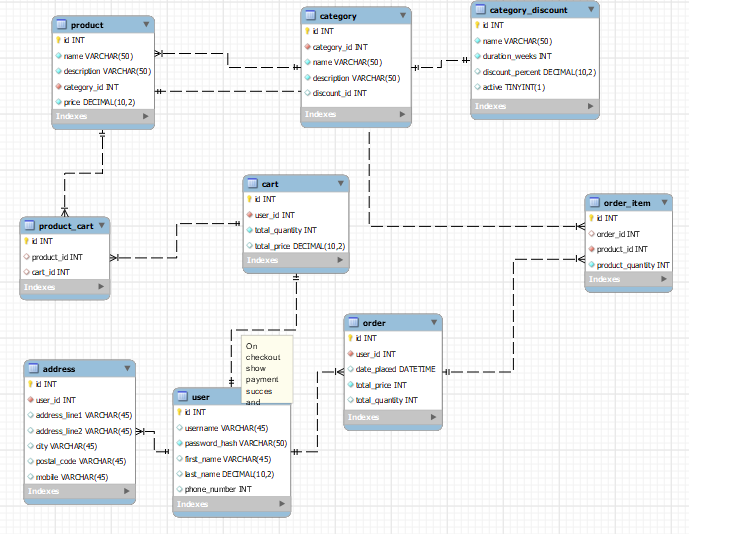 product
id INT
name VARCHAR(50)
description VARCHAR(50)
category_id INT
price DECIMAL(10,2)
Indexes
category
id INT
category_id INT
name VARCHAR(50)
description VARCHAR(50)
discount_id INT
Indexes
category_discount
id INT
name VARCHAR(50)
duration_weeks INT
discount_percent DECIMAL(10,2)
active TINYINT(1)
Indexes
cart
id INT
user_id INT
total_quantity INT
total_price DECIMAL(10,2)
Indexes
order_item
id INT
order_id INT
product_id INT
product_quantity INT
Indexes
product_cart
id INT
product_id INT
cart_id INT
Indexes
order
id INT
user_id INT
date_placed DATETIME
total_price INT
total_quantity INT
Indexes
On
checkout
show
payment
succes
and
address
id INT
user_id INT
address_line1 VARCHAR(45)
address_line2 VARCHAR(45)
city VARCHAR(45)
postal_code VARCHAR(45)
mobile VARCHAR(45)
Indexes
user
id INT
username VARCHAR(45)
password_hash VARCHAR(50)
first_name VARCHAR(45)
last_name DECIMAL(10,2)
phone_number INT
Indexes